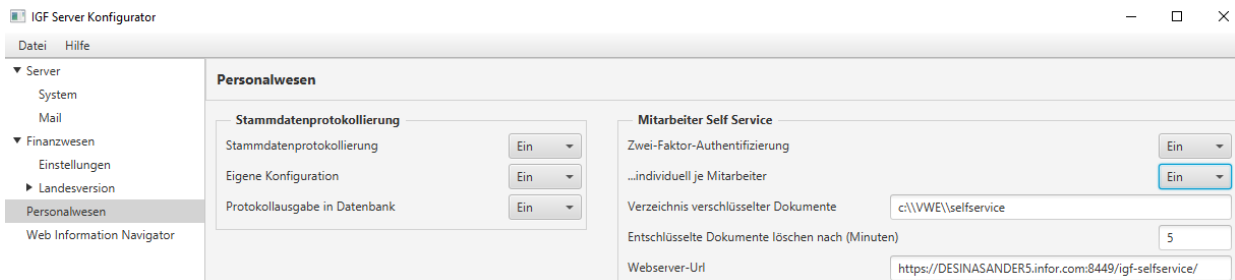 IGF Server Konfigurator
Datei Hilfe
Server
System
Mail
Finanzwesen
Einstellungen
Landesversion
Personalwesen
Web Information Navigator
Personalwesen
Stammdatenprotokollierung
Stammdatenprotokollierung Ein
Eigene Konfiguration Ein
Protokollausgabe in Datenbank Ein
Mitarbeiter Self Service
Zwei-Faktor-Authentifizierung Ein
...individuell je Mitarbeiter Ein
Verzeichnis verschlüsselter Dokumente c:\\VWE\\selfservice
Entschlüsselte Dokumente löschen nach (Minuten) 5
Webserver-Url https://DESINASANDER5.infor.com:8449/igf-selfservice/